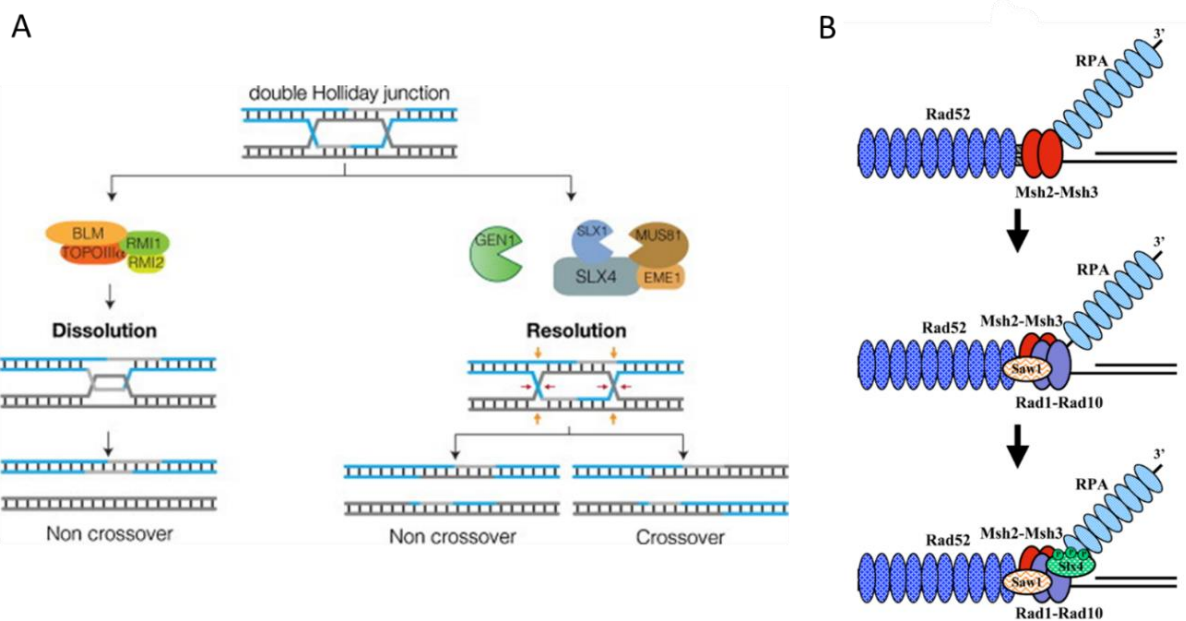 A
double Holliday junction
BLM
TOPOIIIα
RMI1
RMI2
GEN1
SLX1
MUS81
SLX4
EME1
Dissolution
Resolution
Non crossover
Non crossover
Crossover
B
3'
RPA
Rad52
Msh2-Msh3
3'
RPA
Msh2-Msh3
Rad52
Saw1
Rad1-Rad10
3'
RPA
Msh2-Msh3
Rad52
Slx4
Saw1
Rad1-Rad10